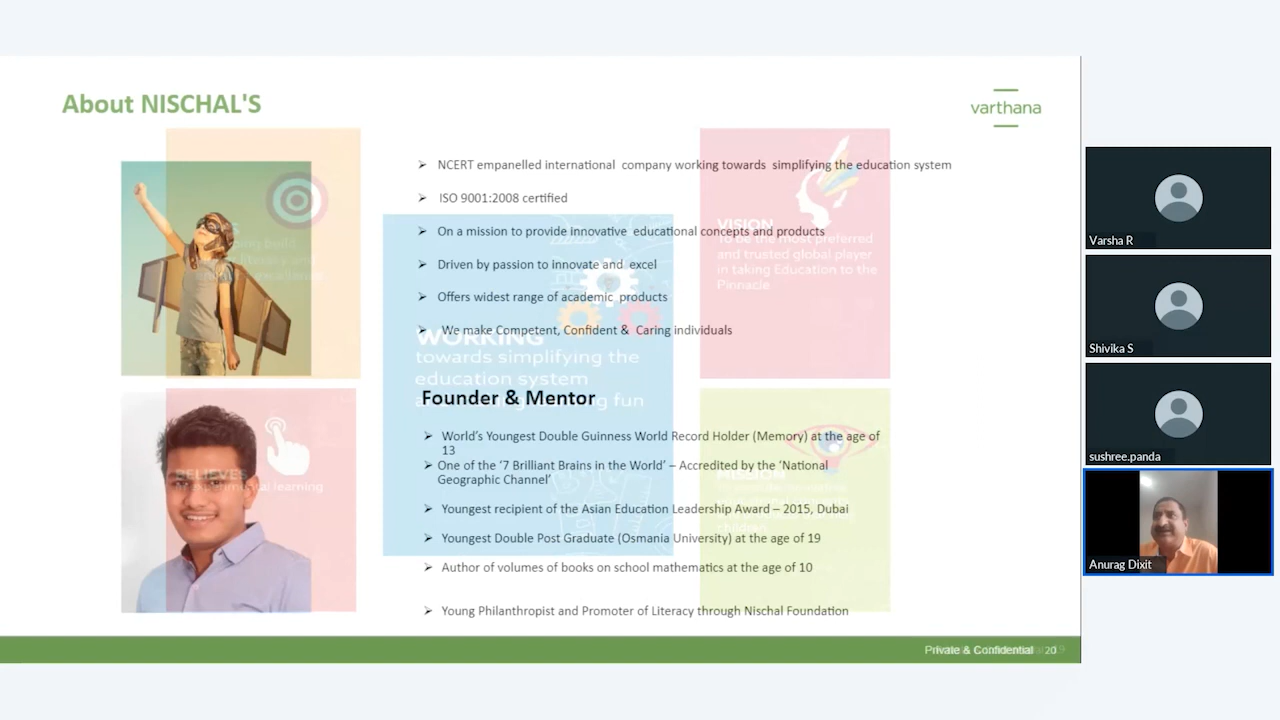 About NISCHAL'S
varthana
➢ NCERT empanelled international company working towards simplifying the education system
➢ ISO 9001:2008 certified
➢ On a mission to provide innovative educational concepts and products
➢ Driven by passion to innovate and excel
➢ Offers widest range of academic products
➢ We make Competent, Confident & Caring individuals
VISION
To be the most preferred
and trusted global player
in taking Education to the
Pinnacle
WORKING
towards simplifying the
education system
fun
Founder & Mentor
➢ World's Youngest Double Guinness World Record Holder (Memory) at the age of
13
➢ One of the '7 Brilliant Brains in the World' – Accredited by the 'National
Geographic Channel'
➢ Youngest recipient of the Asian Education Leadership Award – 2015, Dubai
➢ Youngest Double Post Graduate (Osmania University) at the age of 19
➢ Author of volumes of books on school mathematics at the age of 10
➢ Young Philanthropist and Promoter of Literacy through Nischal Foundation
BELIEVES
learning
children
Private & Confidential 20
Varsha R
Shivika S
sushree.panda
Anurag Dixit